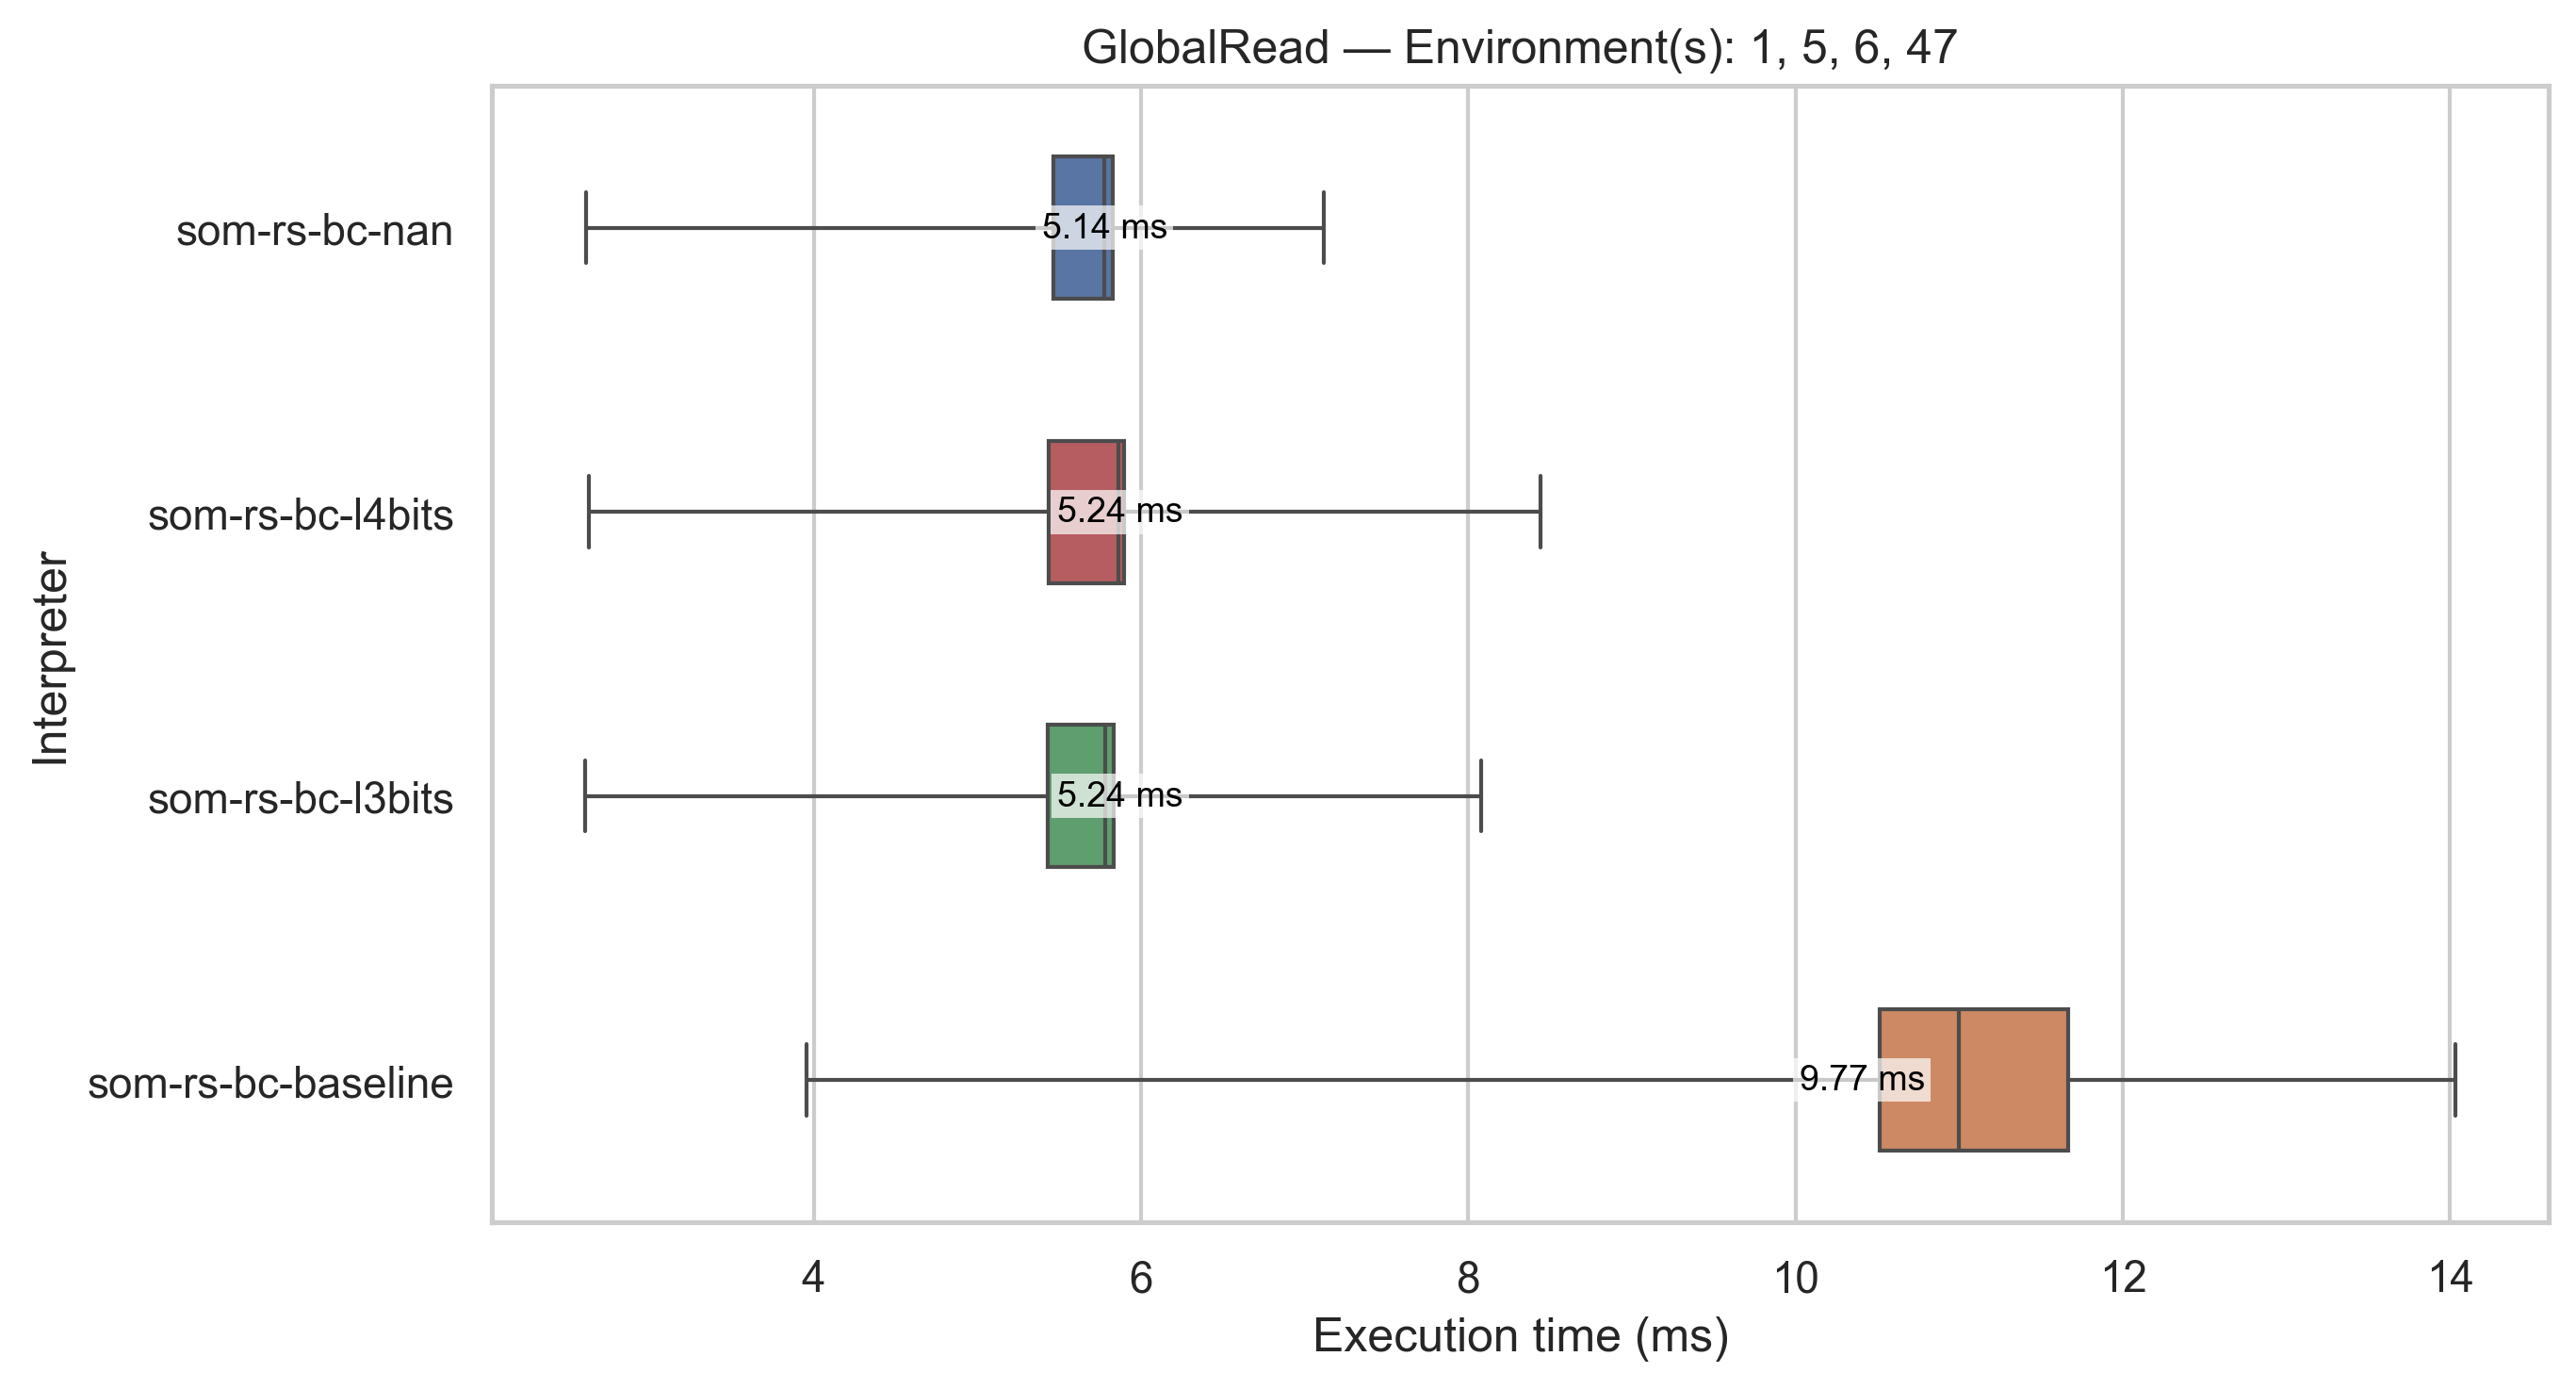 GlobalRead — Environment(s): 1, 5, 6, 47
Interpreter
som-rs-bc-nan
5.14 ms
som-rs-bc-l4bits
5.24 ms
som-rs-bc-l3bits
5.24 ms
som-rs-bc-baseline
9.77 ms
4 6 8 10 12 14
Execution time (ms)